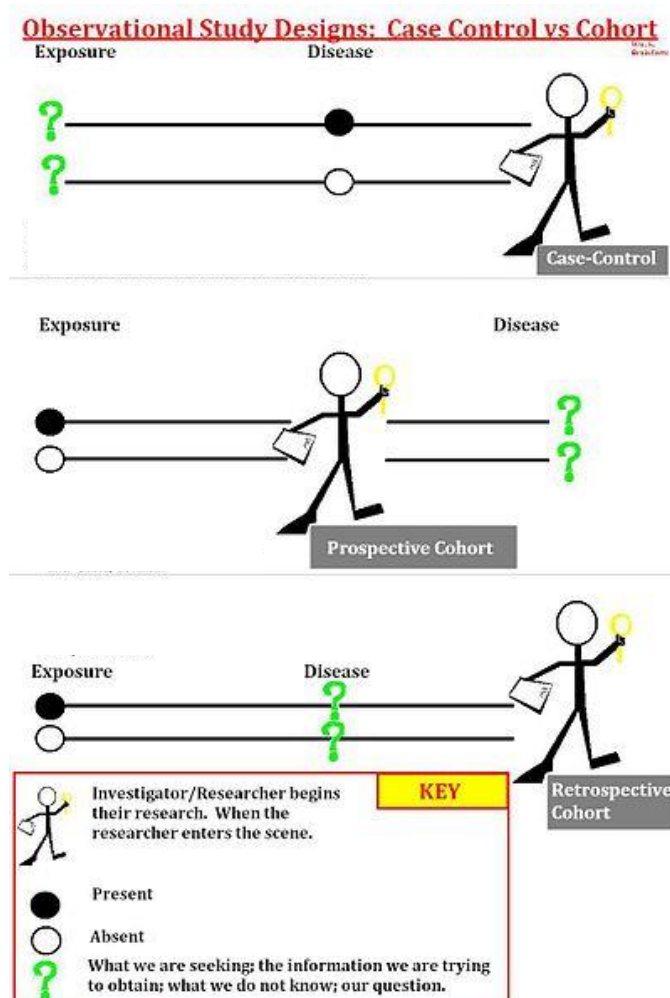 Observational Study Designs: Case Control vs Cohort
Exposure Disease
Case-Control
Exposure Disease
Prospective Cohort
Exposure Disease
Retrospective
Cohort
KEY
Investigator/Researcher begins
their research. When the
researcher enters the scene.
Present
Absent
What we are seeking; the information we are trying
to obtain; what we do not know; our question.